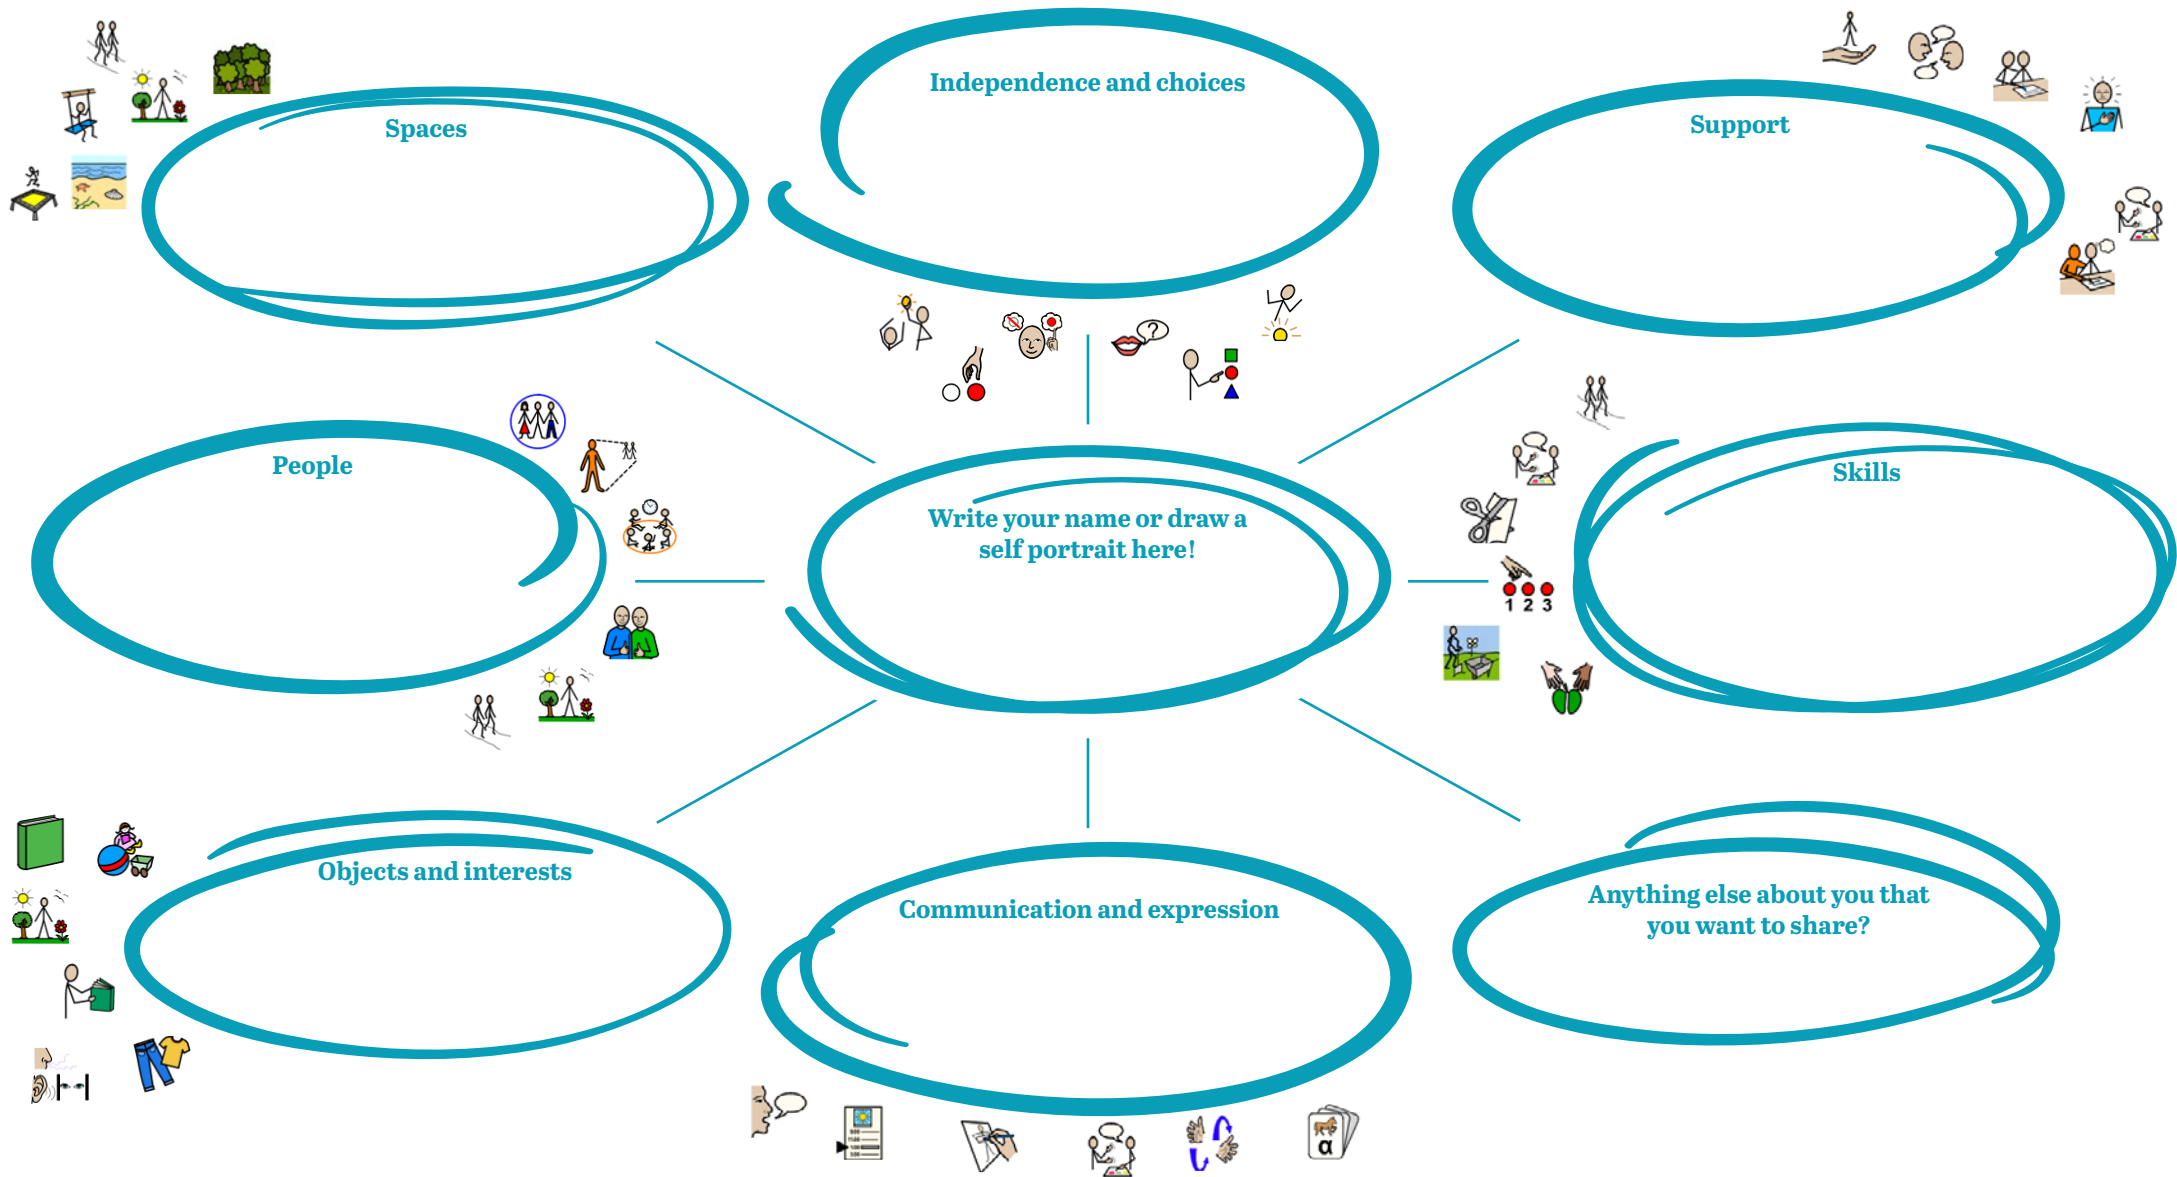 Independence and choices
Spaces
Support
?
People
Write your name or draw a
self portrait here!
Skills
1 2 3
Objects and interests
Communication and expression
Anything else about you that
you want to share?
α